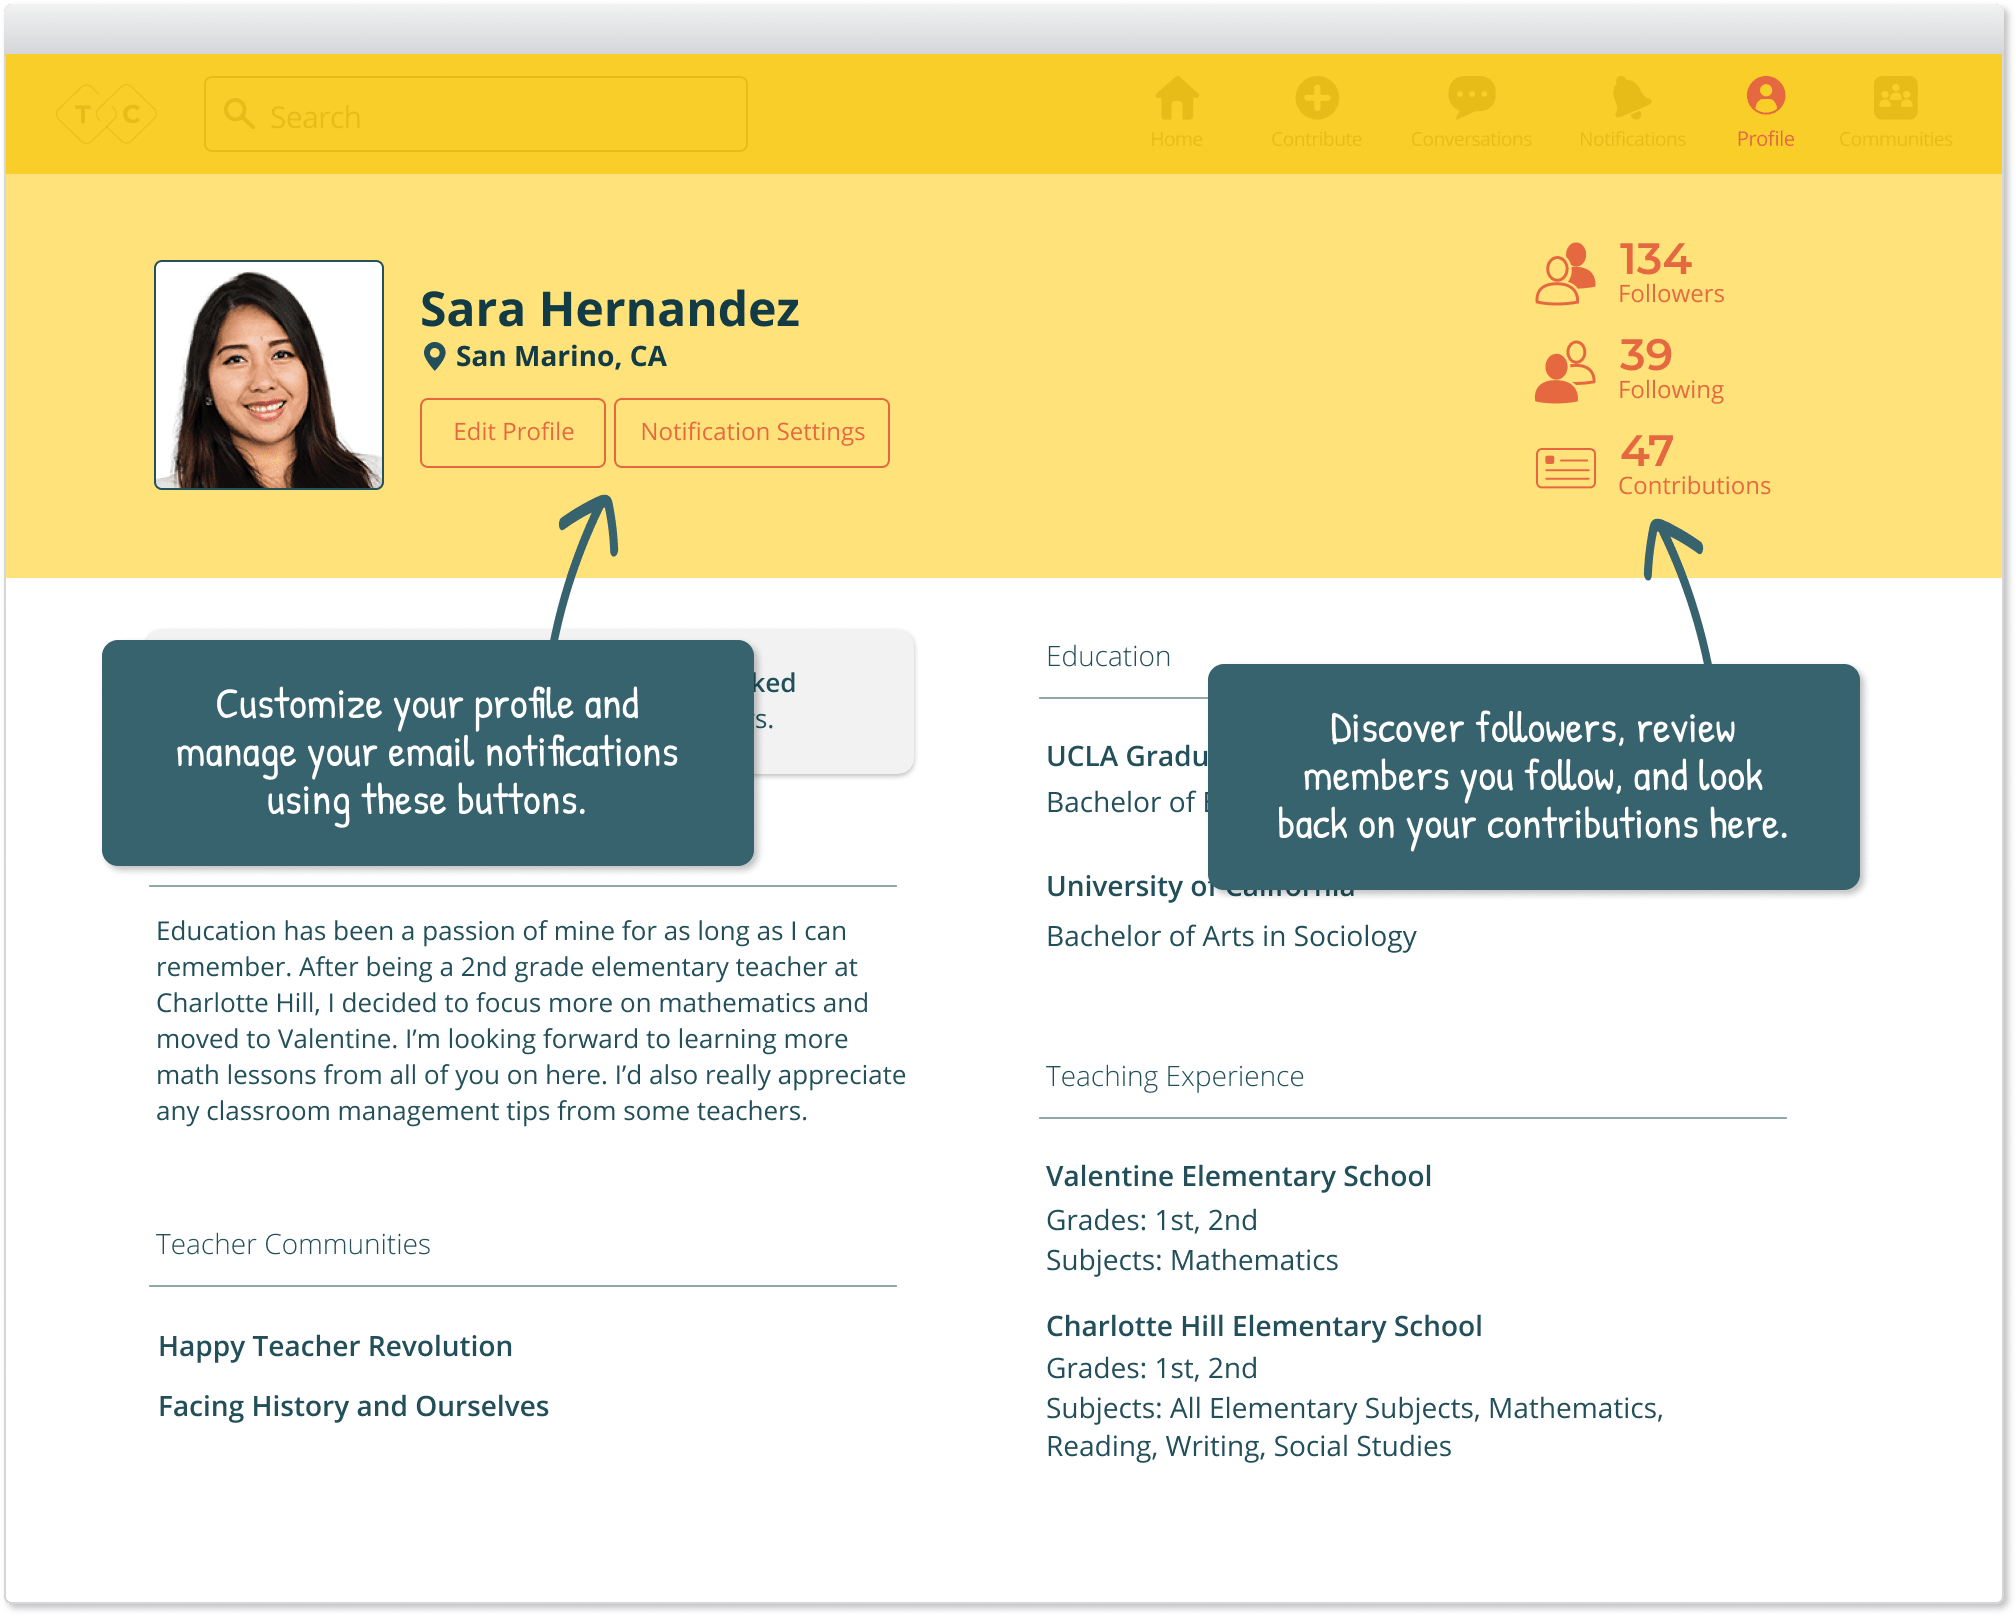 T C
Search
Home
Contribute
Conversations
Notifications
Profile
Communities
Sara Hernandez
San Marino, CA
Edit Profile
Notification Settings
134
Followers
39
Following
47
Contributions
Customize your profile and
manage your email notifications
using these buttons.
Education has been a passion of mine for as long as I can
remember. After being a 2nd grade elementary teacher at
Charlotte Hill, I decided to focus more on mathematics and
moved to Valentine. I’m looking forward to learning more
math lessons from all of you on here. I’d also really appreciate
any classroom management tips from some teachers.
Teacher Communities
Happy Teacher Revolution
Facing History and Ourselves
Education
Discover followers, review
members you follow, and look
back on your contributions here.
UCLA
Bachelor of
University of California
Bachelor of Arts in Sociology
Teaching Experience
Valentine Elementary School
Grades: 1st, 2nd
Subjects: Mathematics
Charlotte Hill Elementary School
Grades: 1st, 2nd
Subjects: All Elementary Subjects, Mathematics,
Reading, Writing, Social Studies